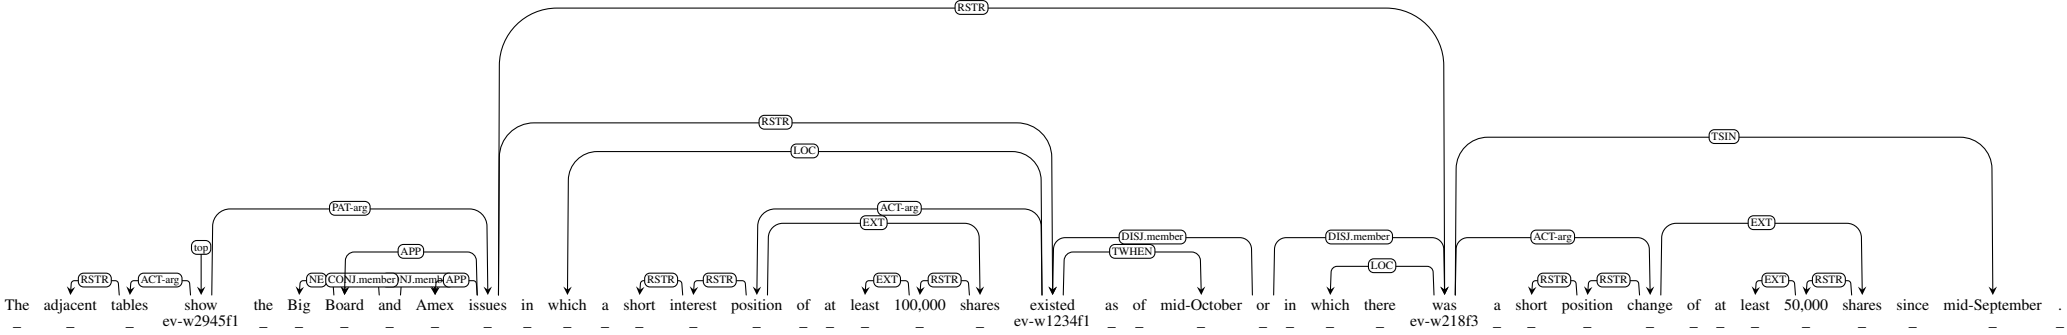 RSTR
RSTR
TSIN
LOC
PAT-arg ACT-arg
EXT EXT
DISJ.member DISJ.member ACT-arg
top APP TWHEN
LOC
RSTR ACT-arg NE CONJ.member APP RSTR RSTR EXT RSTR RSTR RSTR EXT RSTR
The adjacent tables show the Big Board and Amex issues in which a short interest position of at least 100,000 shares existed as of mid-October or in which there was a short position change of at least 50,000 shares since mid-September .
_ _ _ ev-w2945f1 _ _ _ _ _ _ _ _ _ _ _ _ _ _ _ _ _ ev-w1234f1 _ _ _ _ _ _ _ ev-w218f3 _ _ _ _ _ _ _ _ _ _ _ _